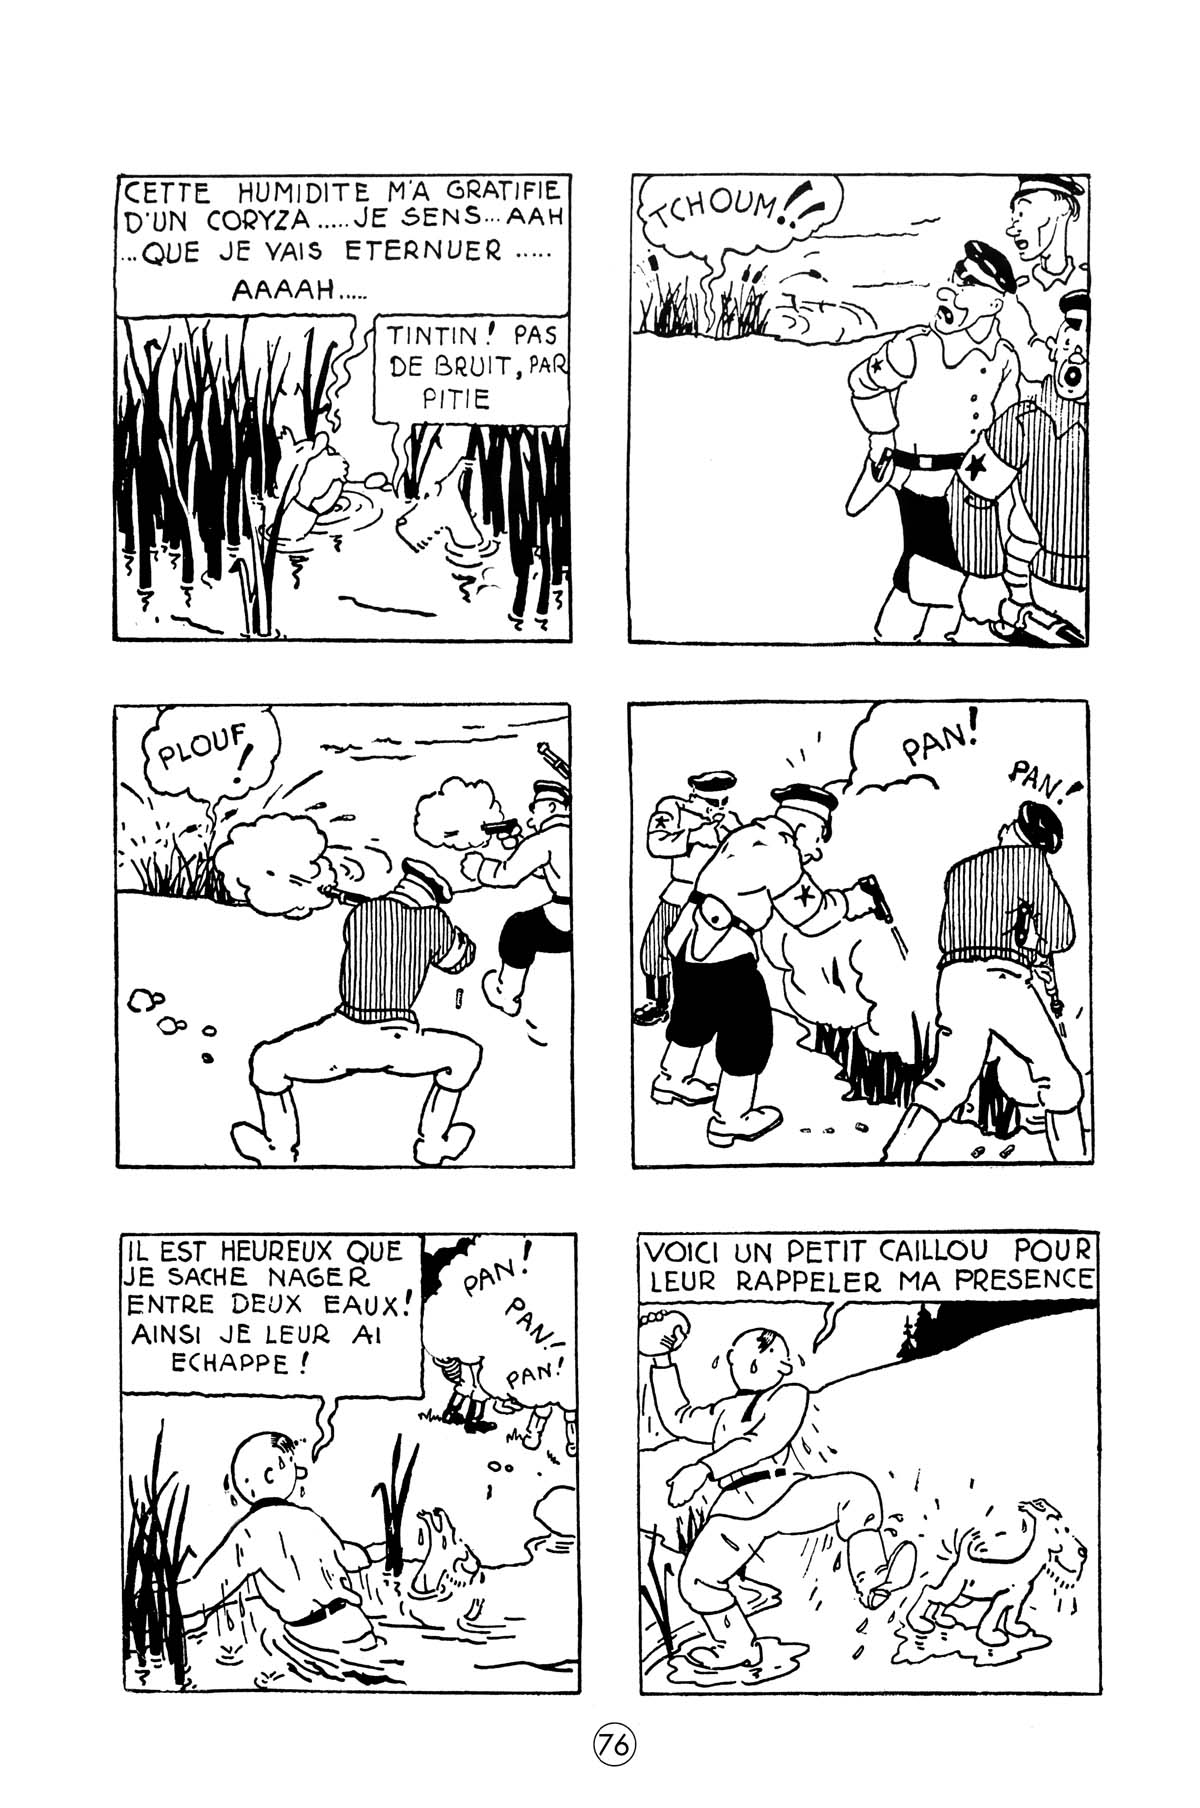 CETTE HUMIDITE M'A GRATIFIE
D'UN CORYZA ..... JE SENS... AAH
...QUE JE VAIS ETERNUER .....
AAAAH.....
TINTIN! PAS
DE BRUIT, PAR
PITIE
TCHOUM!!
PLOUF
!
PAN!
PAN!
IL EST HEUREUX QUE
JE SACHE NAGER
ENTRE DEUX EAUX!
AINSI JE LEUR AI
ECHAPPE!
PAN!
PAN!
PAN!
VOICI UN PETIT CAILLOU POUR
LEUR RAPPELER MA PRESENCE
76